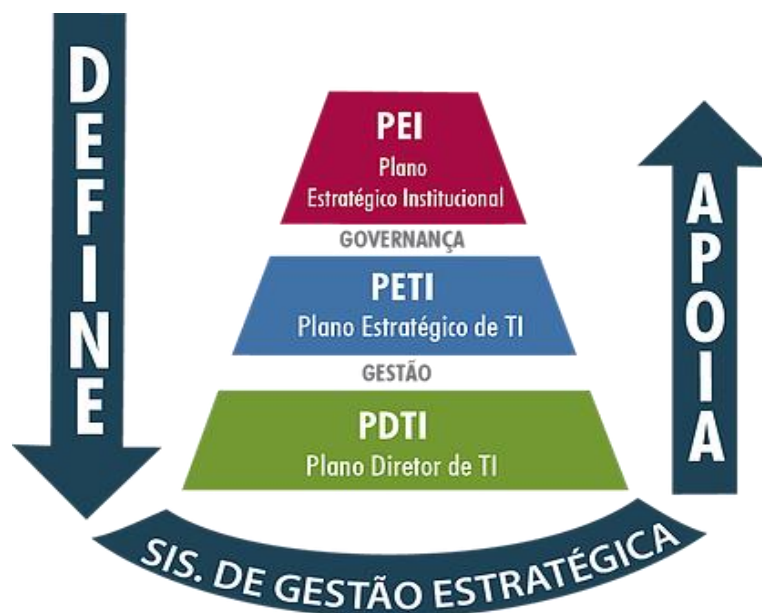 DEFINE
PEI
Plano
Estratégico Institucional
GOVERNANÇA
PETI
Plano Estratégico de TI
GESTÃO
PDTI
Plano Diretor de TI
APOIA
SIS. DE GESTÃO ESTRATÉGICA